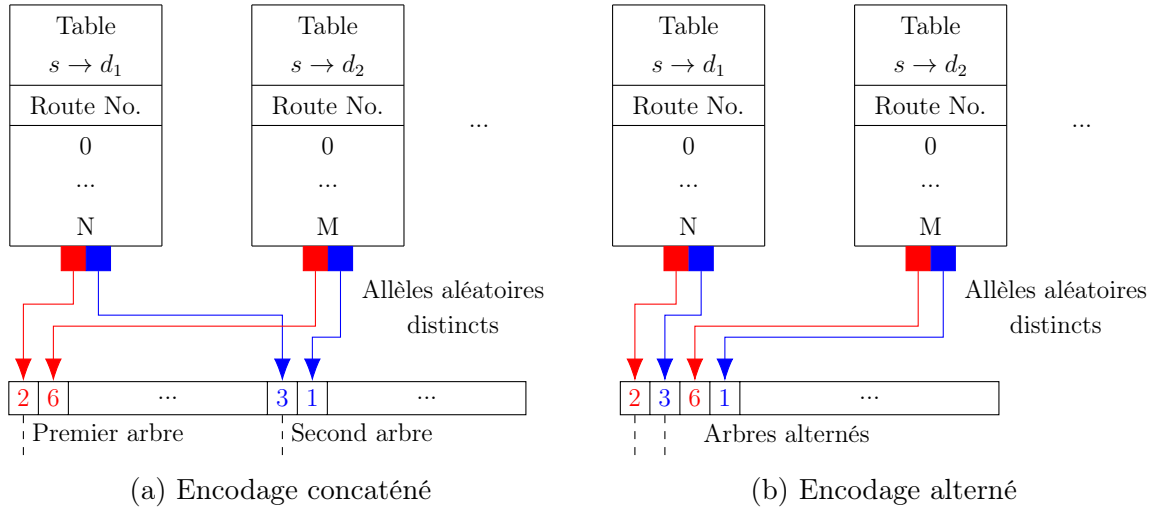 Table
s → d₁
Route No.
0
...
N
Table
s → d₂
Route No.
0
...
M
...
Allèles aléatoires
distincts
2 6 ... 3 1 ...
Premier arbre
Second arbre
(a) Encodage concaténé
Table
s → d₁
Route No.
0
...
N
Table
s → d₂
Route No.
0
...
M
...
Allèles aléatoires
distincts
2 3 6 1 ...
Arbres alternés
(b) Encodage alterné